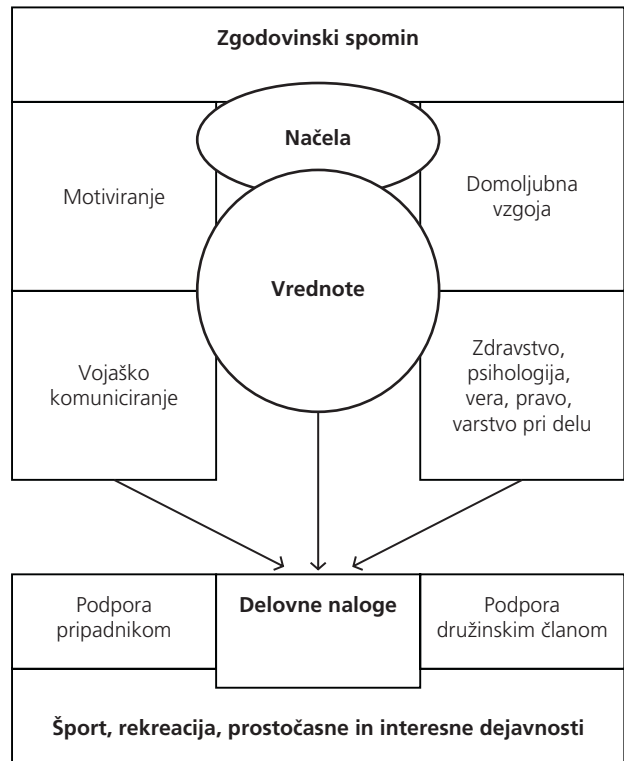 Zgodovinski spomin
Načela
Motiviranje
Domoljubna
vzgoja
Vrednote
Vojaško
komuniciranje
Zdravstvo,
psihologija,
vera, pravo,
varstvo pri delu
Podpora
pripadnikom
Delovne naloge
Podpora
družinskim članom
Šport, rekreacija, prostočasne in interesne dejavnosti